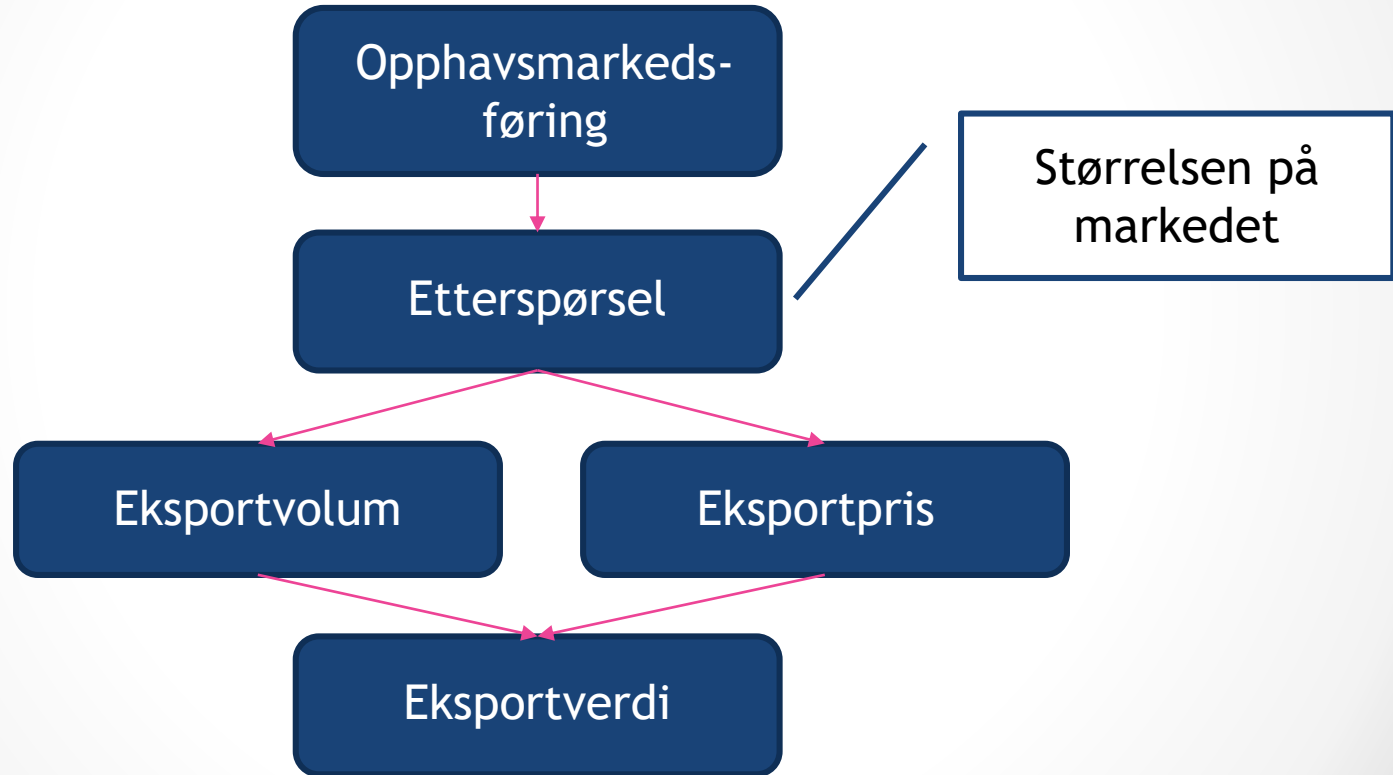 Opphavsmarkeds-
føring
Størrelsen på
markedet
Etterspørsel
Eksportvolum
Eksportpris
Eksportverdi